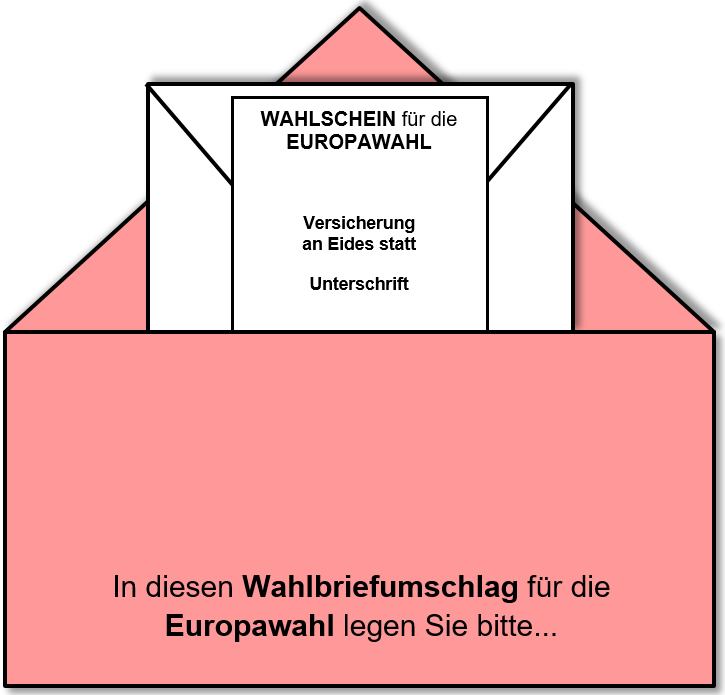 WAHLSCHEIN für die
EUROPAWAHL
Versicherung
an Eides statt
Unterschrift
In diesen Wahlbriefumschlag für die
Europawahl legen Sie bitte...